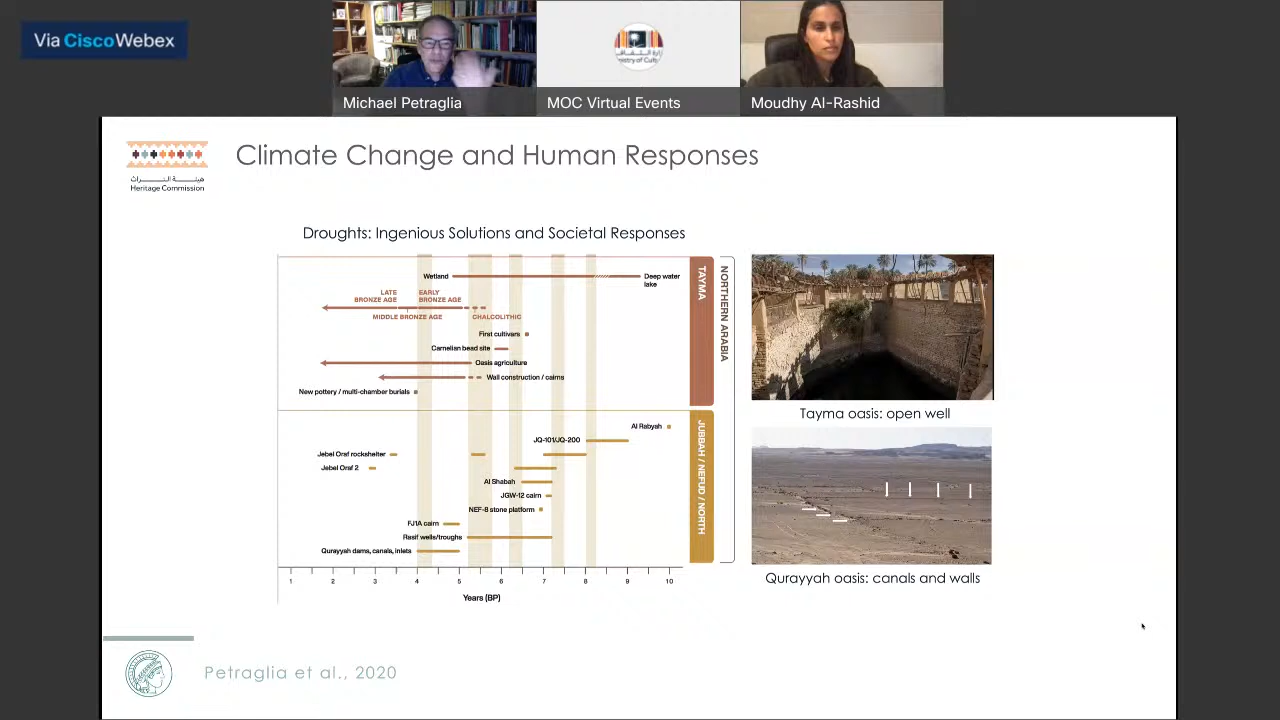 Via CiscoWebex
Michael Petraglia
MOC Virtual Events
Moudhy Al-Rashid
هيئة التراث
Heritage Commission
Climate Change and Human Responses
Droughts: Ingenious Solutions and Societal Responses
Wetland
Deep water
lake
LATE
BRONZE AGE
EARLY
BRONZE AGE
MIDDLE BRONZE AGE
CHALCOLITHIC
First cultivars
Carnelian bead site
Oasis agriculture
Wall construction / cairns
New pottery / multi-chamber burials
TAYMA
NORTHERN ARABIA
Al Rabyah
JQ-101/JQ-200
Jebel Oraf rockshelter
Jebel Oraf 2
Al Shabah
JGW-12 cairn
NEF-8 stone platform
FJ1A cairn
Rasif wells/troughs
Qurayyah dams, canals, inlets
JUBBAH / NEFUD / NORTH
1 2 3 4 5 6 7 8 9 10
Years (BP)
Tayma oasis: open well
Qurayyah oasis: canals and walls
Petraglia et al., 2020